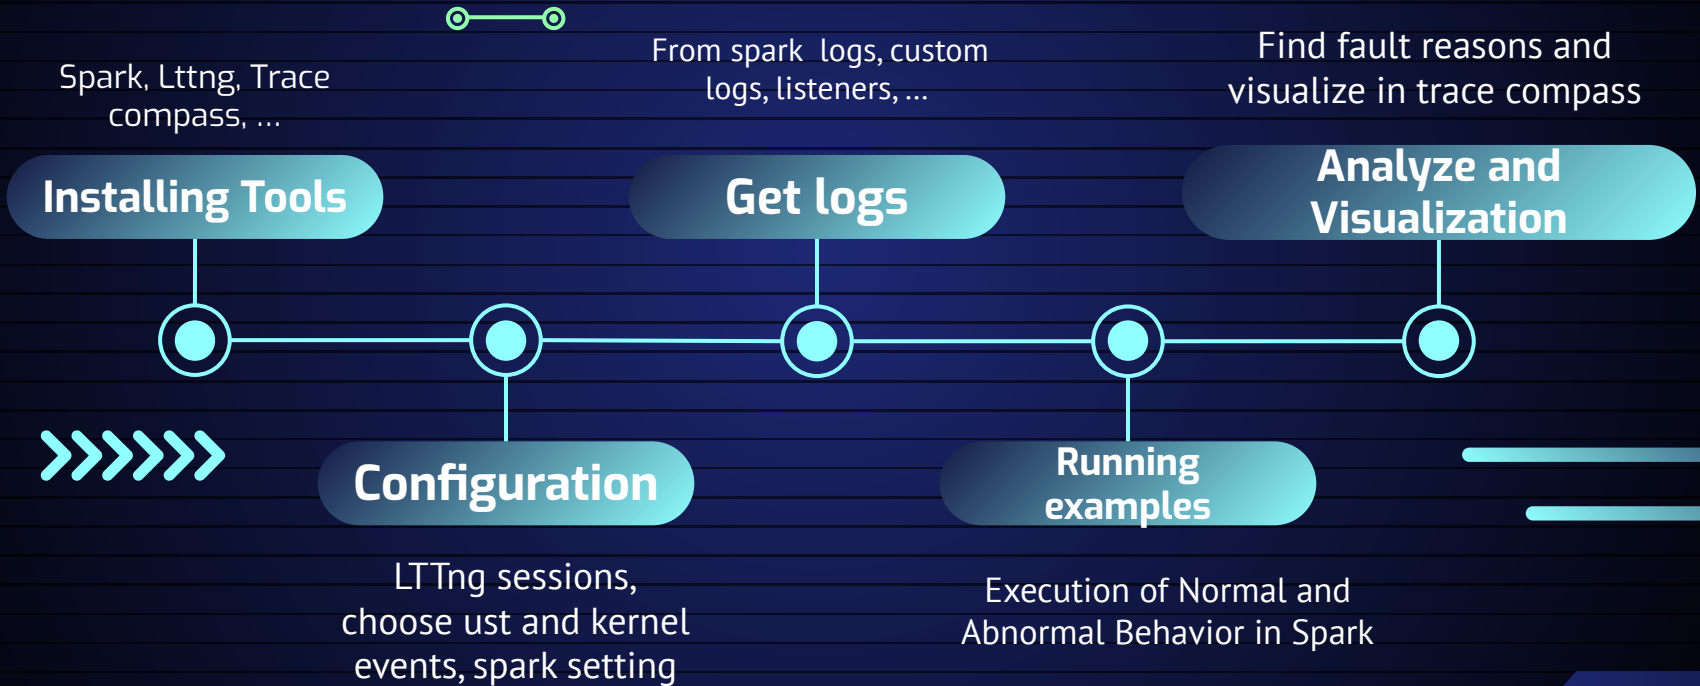 Spark, Lttng, Trace
compass, ...
Installing Tools
LTTng sessions,
choose ust and kernel
events, spark setting
Configuration
From spark  logs, custom
logs, listeners, ...
Get logs
Running
examples
Execution of Normal and
Abnormal Behavior in Spark
Find fault reasons and
visualize in trace compass
Analyze and
Visualization